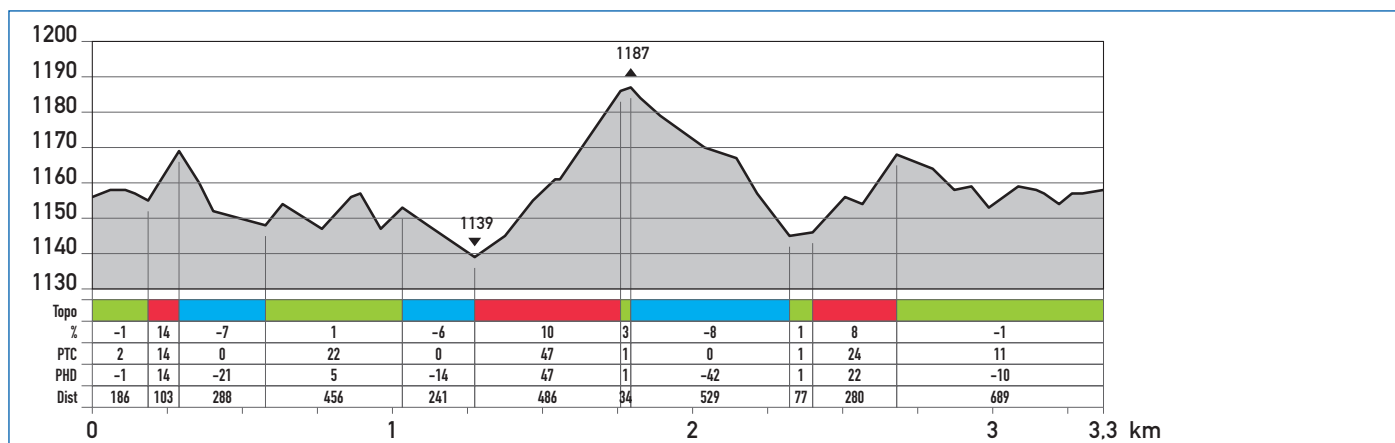 1200
1190
1180
1170
1160
1150
1140
1130
1187
1139
Topo
% −1 14 −7 1 −6 10 3 −8 1 8 −1
PTC 2 14 0 22 0 47 1 0 1 24 11
PHD −1 14 −21 5 −14 47 1 −42 1 22 −10
Dist 186 103 288 456 241 486 34 529 77 280 689
0 1 2 3 3,3 km